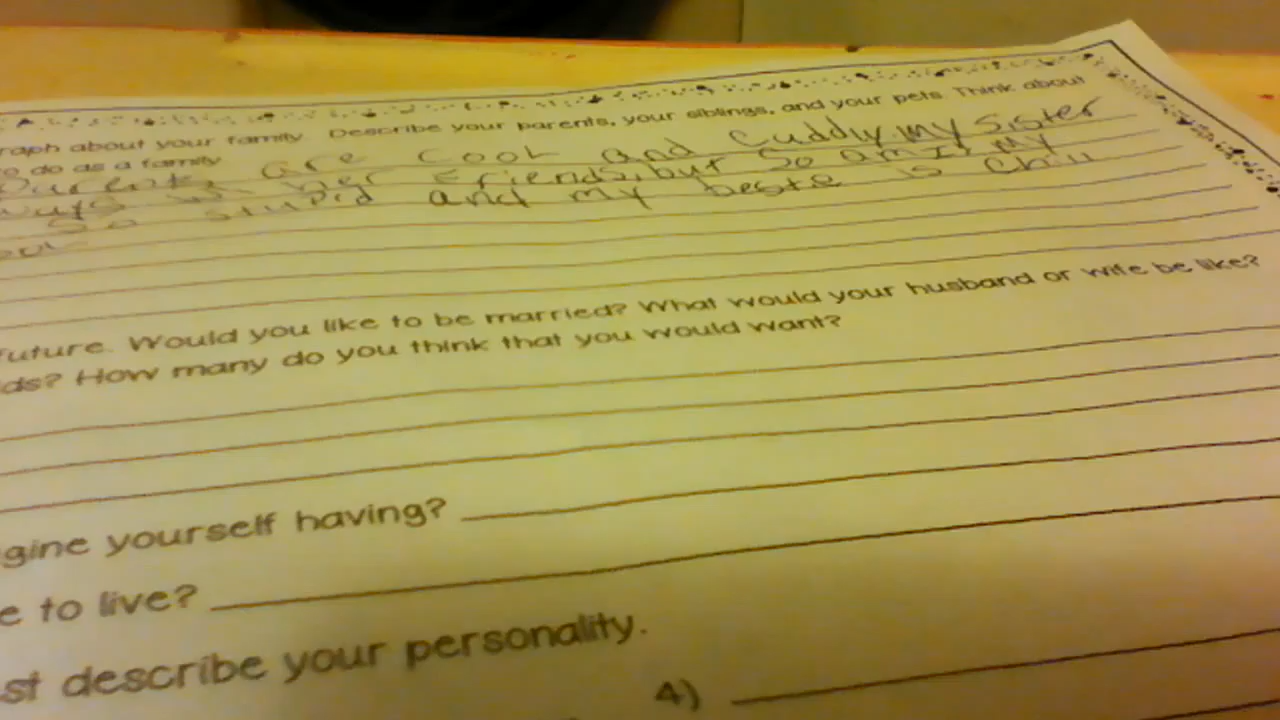 raph about your family. Describe your parents, your siblings, and your pets. Think about
to do as a family.
Parents are cool and cuddly, my sister
her friends, but so am I, my
so stupid and my beste is chill
future. Would you like to be married? What would your husband or wife be like?
ds? How many do you think that you would want?
gine yourself having?
e to live?
st describe your personality.
4)